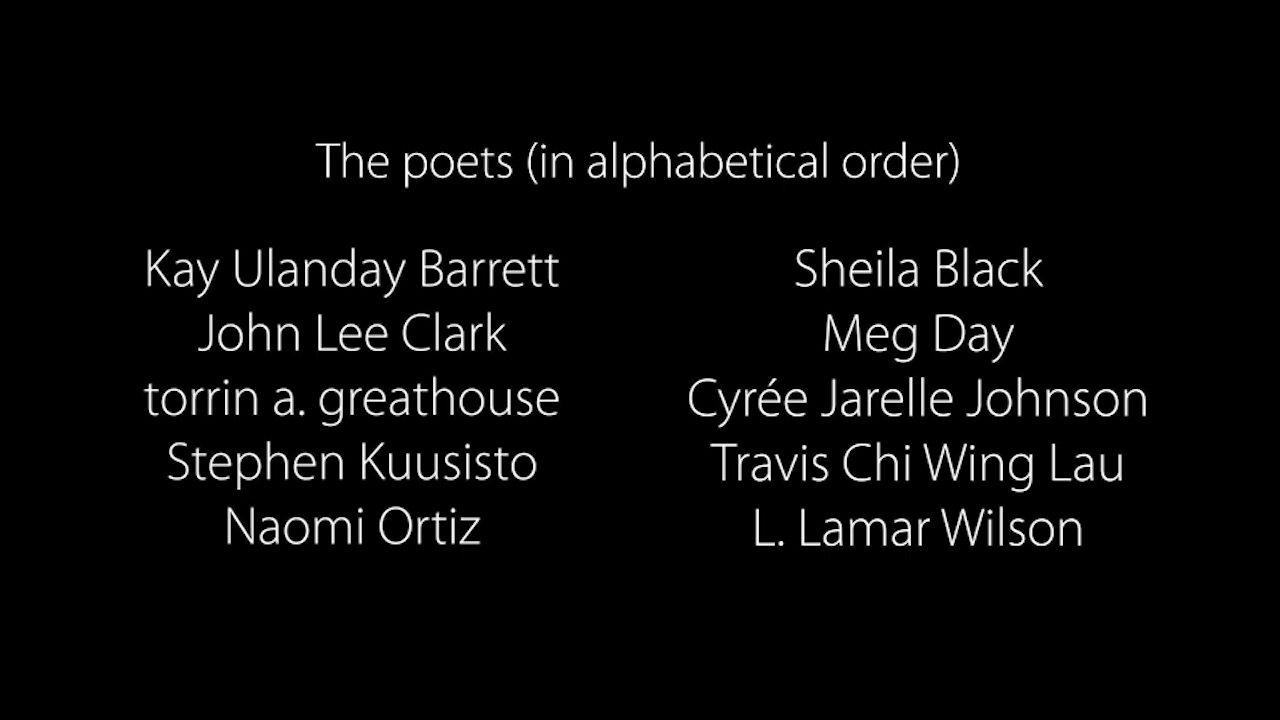 The poets (in alphabetical order)
Kay Ulanday Barrett
Sheila Black
John Lee Clark
Meg Day
torrin a. greathouse
Cyrée Jarelle Johnson
Stephen Kuusisto
Travis Chi Wing Lau
Naomi Ortiz
L. Lamar Wilson